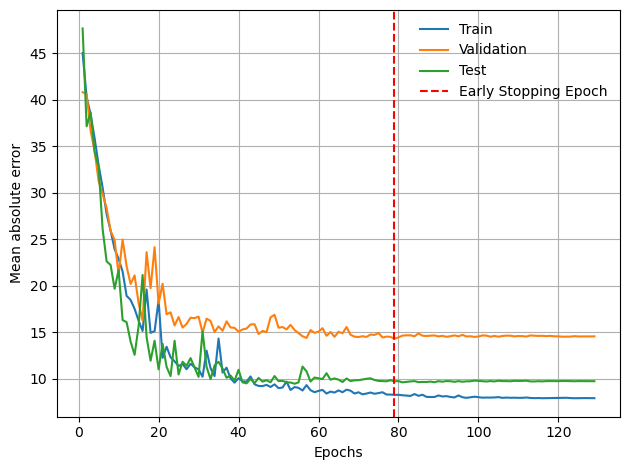 Train
Validation
Test
Early Stopping Epoch
Mean absolute error
45
40
35
30
25
20
15
10
0 20 40 60 80 100 120
Epochs